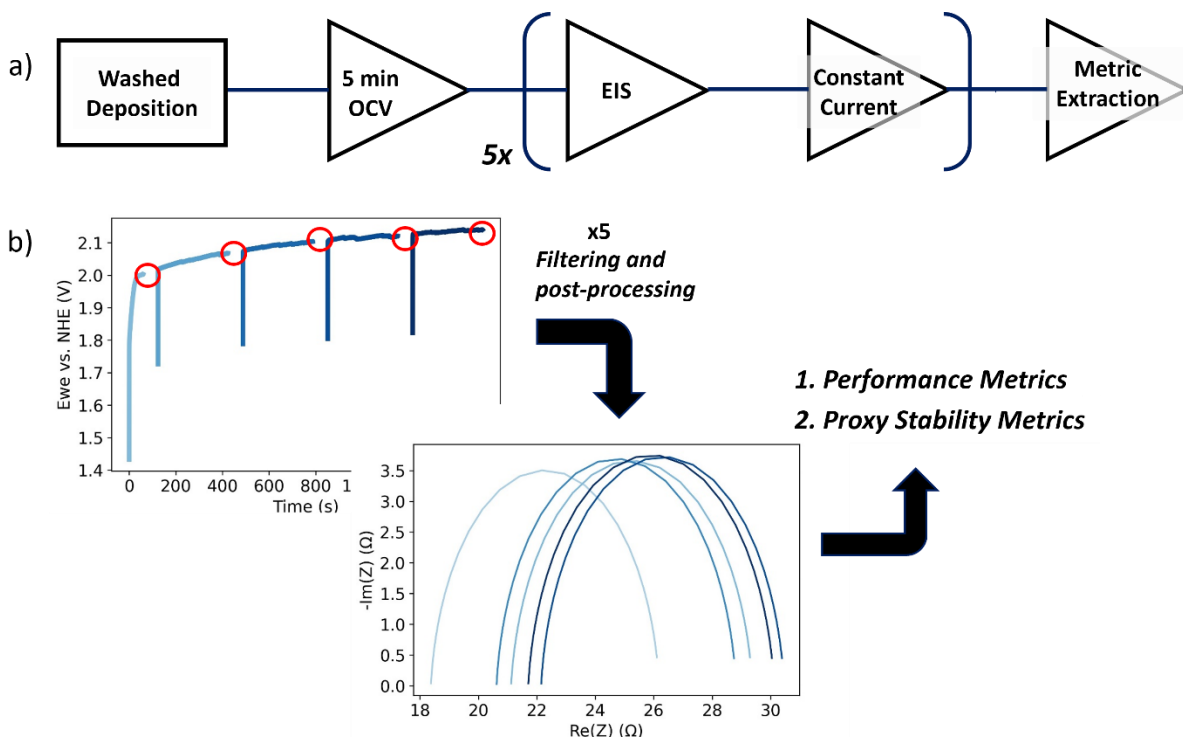 a)
Washed
Deposition
5 min
OCV
5x
EIS
Constant
Current
Metric
Extraction
b)
Ewe vs. NHE (V)
2.1
2.0
1.9
1.8
1.7
1.6
1.5
1.4
0 200 400 600 800 1
Time (s)
x5
Filtering and
post-processing
1. Performance Metrics
2. Proxy Stability Metrics
-Im(Z) (Ω)
3.5
3.0
2.5
2.0
1.5
1.0
0.5
0.0
18 20 22 24 26 28 30
Re(Z) (Ω)